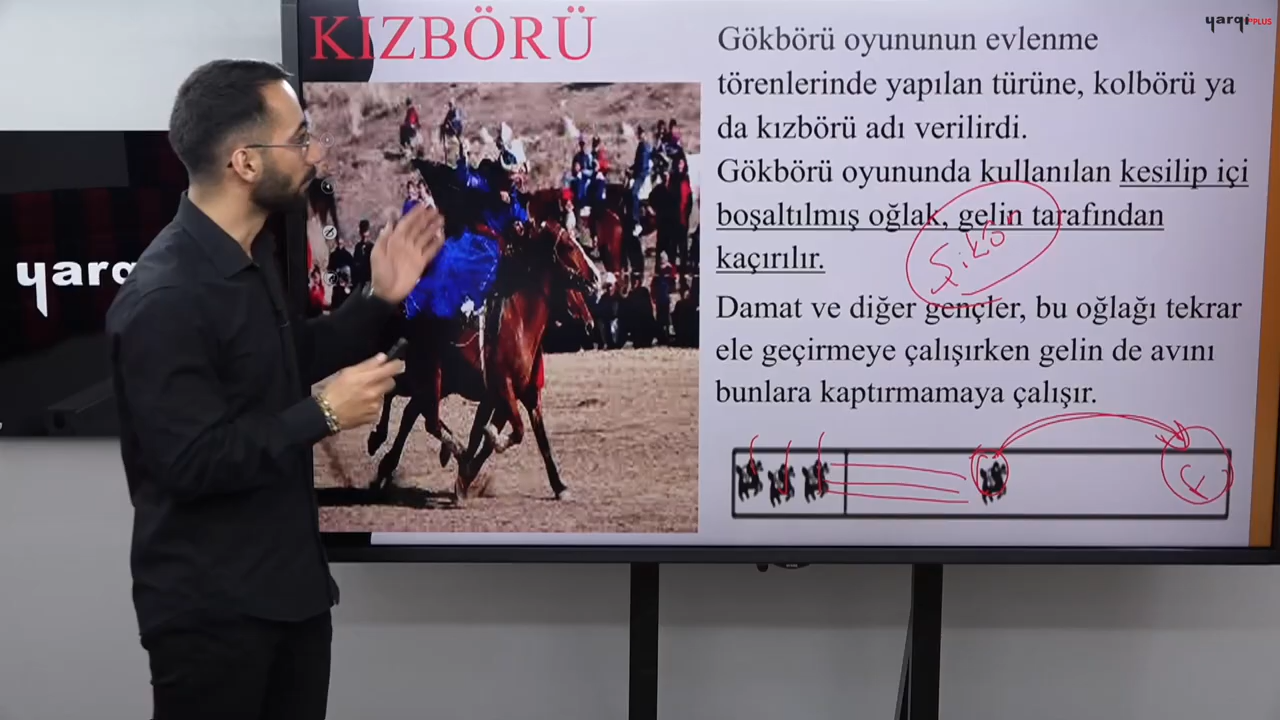 KIZBÖRÜ
Gökbörü oyununun evlenme
törenlerinde yapılan türüne, kolbörü ya
da kızbörü adı verilirdi.
Gökbörü oyununda kullanılan kesilip içi
boşaltılmış oğlak, gelin tarafından
kaçırılır.
Damat ve diğer gençler, bu oğlağı tekrar
ele geçirmeye çalışırken gelin de avını
bunlara kaptırmamaya çalışır.
yarqı PLUS
yarq